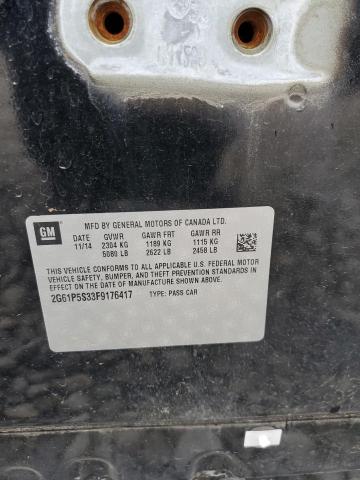 GM
MFD BY GENERAL MOTORS OF CANADA LTD.
DATE GVWR GAWR FRT GAWR RR
11/14 2304 KG 1189 KG 1115 KG
5080 LB 2622 LB 2458 LB
THIS VEHICLE CONFORMS TO ALL APPLICABLE U.S. FEDERAL MOTOR
VEHICLE SAFETY, BUMPER, AND THEFT PREVENTION STANDARDS
IN EFFECT ON THE DATE OF MANUFACTURE SHOWN ABOVE.
2G61P5S33F9176417 TYPE: PASS CAR